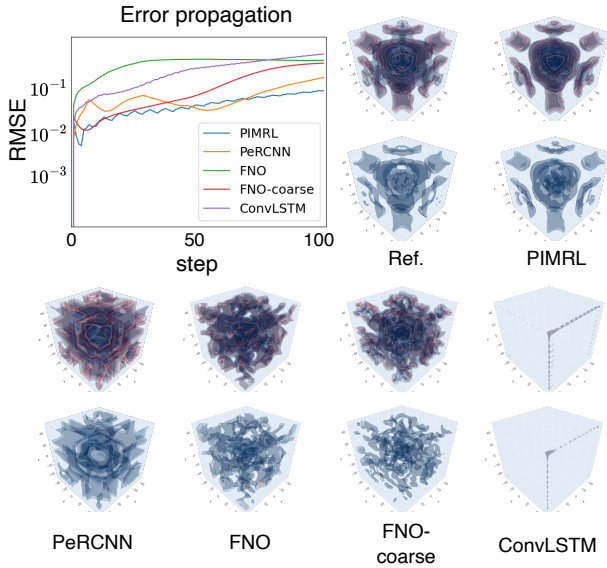 Error propagation
RMSE
10⁻¹
10⁻²
10⁻³
PIMRL
PeRCNN
FNO
FNO-coarse
ConvLSTM
0
50
100
step
Ref.
PIMRL
PeRCNN
FNO
FNO-
coarse
ConvLSTM